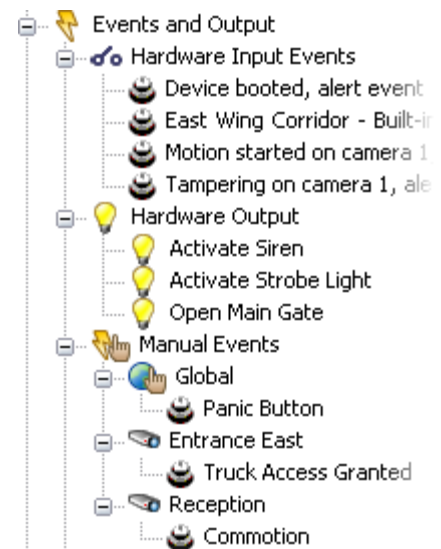 Events and Output
Hardware Input Events
Device booted, alert event
East Wing Corridor - Built-
Motion started on camera 1
Tampering on camera 1,
Hardware Output
Activate Siren
Activate Strobe Light
Open Main Gate
Manual Events
Global
Panic Button
Entrance East
Truck Access Granted
Reception
Commotion